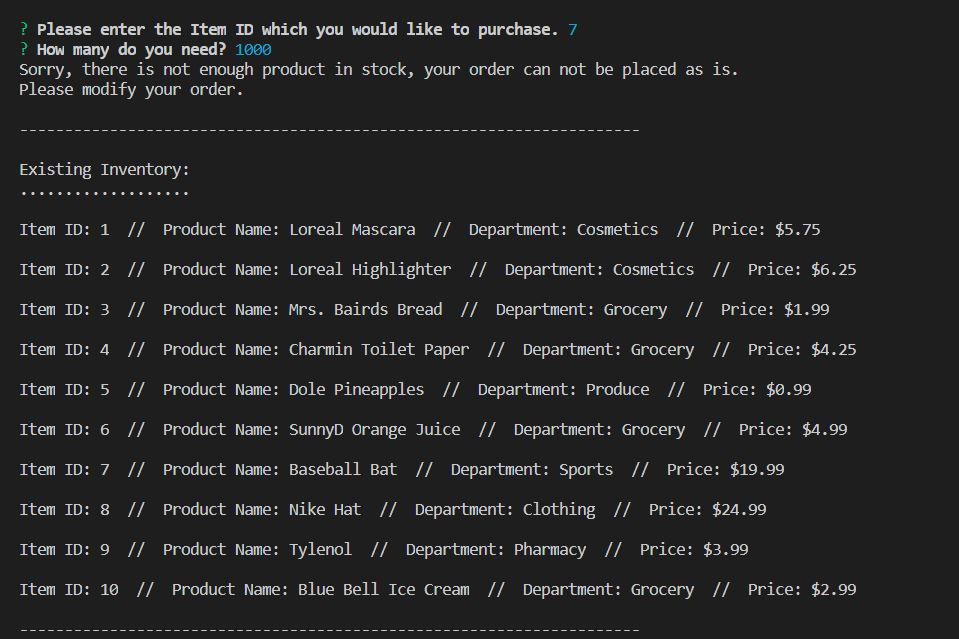 ? Please enter the Item ID which you would like to purchase. 7
? How many do you need? 1000
Sorry, there is not enough product in stock, your order can not be placed as is.
Please modify your order.
---------------------------------------------------------------------
Existing Inventory:
...................
Item ID: 1  //  Product Name: Loreal Mascara  //  Department: Cosmetics  //  Price: $5.75
Item ID: 2  //  Product Name: Loreal Highlighter  //  Department: Cosmetics  //  Price: $6.25
Item ID: 3  //  Product Name: Mrs. Bairds Bread  //  Department: Grocery  //  Price: $1.99
Item ID: 4  //  Product Name: Charmin Toilet Paper  //  Department: Grocery  //  Price: $4.25
Item ID: 5  //  Product Name: Dole Pineapples  //  Department: Produce  //  Price: $0.99
Item ID: 6  //  Product Name: SunnyD Orange Juice  //  Department: Grocery  //  Price: $4.99
Item ID: 7  //  Product Name: Baseball Bat  //  Department: Sports  //  Price: $19.99
Item ID: 8  //  Product Name: Nike Hat  //  Department: Clothing  //  Price: $24.99
Item ID: 9  //  Product Name: Tylenol  //  Department: Pharmacy  //  Price: $3.99
Item ID: 10  //  Product Name: Blue Bell Ice Cream  //  Department: Grocery  //  Price: $2.99
---------------------------------------------------------------------